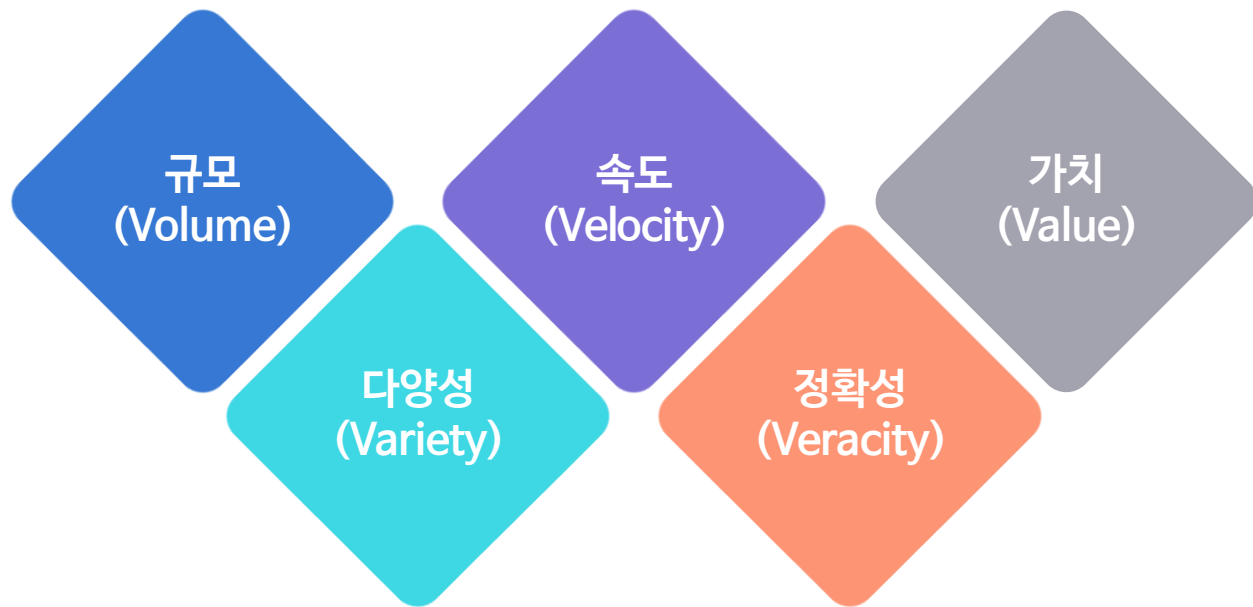 규모
(Volume)
다양성
(Variety)
속도
(Velocity)
정확성
(Veracity)
가치
(Value)